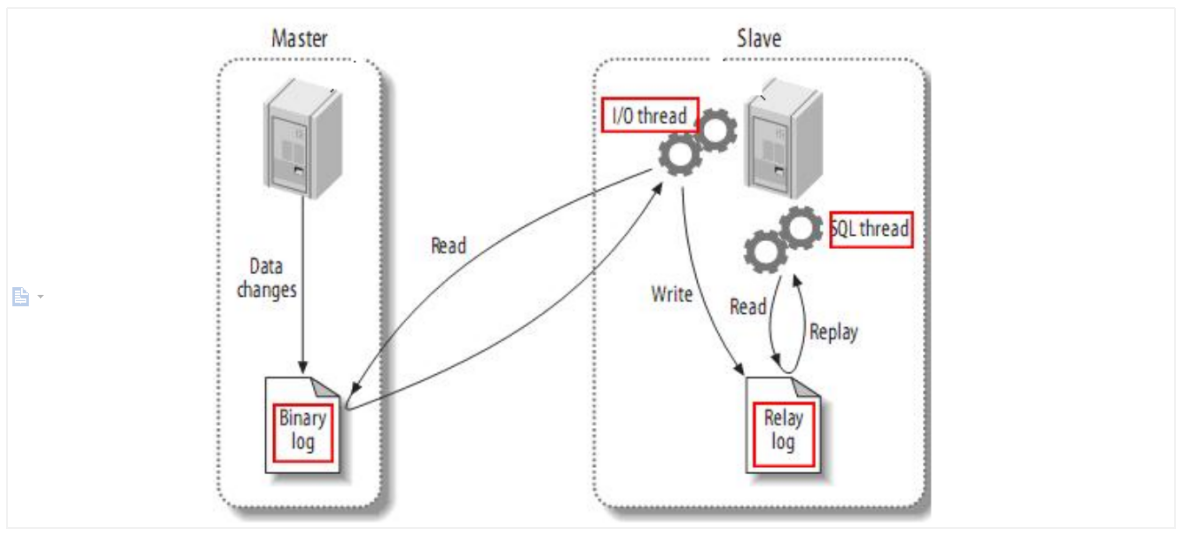 Master
Slave
I/O thread
SQL thread
Read
Data
changes
Write
Read
Replay
Binary
log
Relay
log